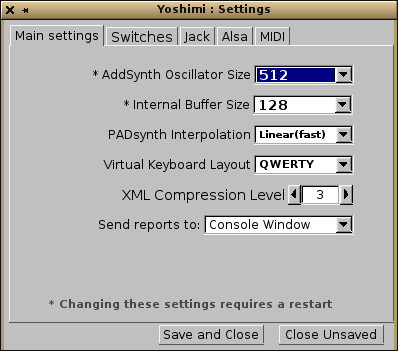 Yoshimi : Settings
Main settings Switches Jack Alsa MIDI
* AddSynth Oscillator Size 512
* Internal Buffer Size 128
PADsynth Interpolation Linear(fast)
Virtual Keyboard Layout QWERTY
XML Compression Level 3
Send reports to: Console Window
* Changing these settings requires a restart
Save and Close Close Unsaved